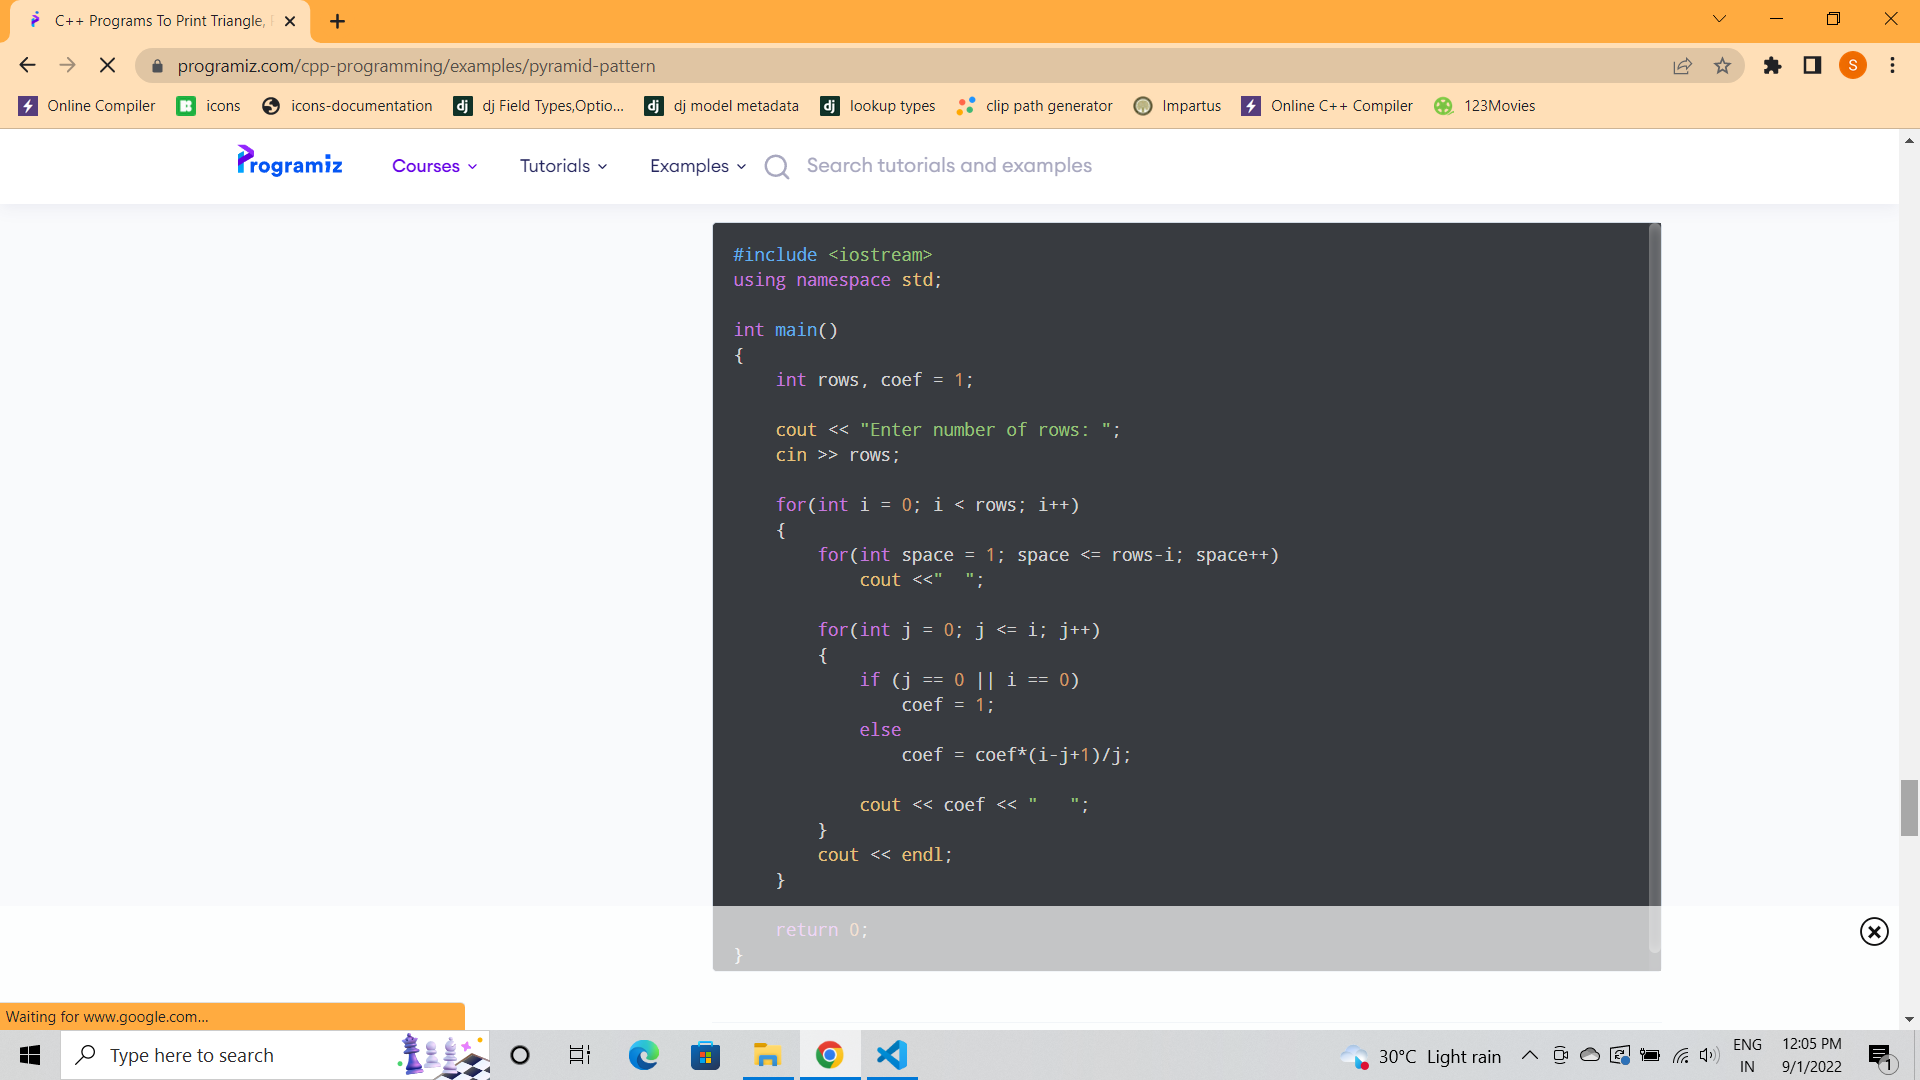 C++ Programs To Print Triangle,
programiz.com/cpp-programming/examples/pyramid-pattern
S
Online Compiler icons icons-documentation dj dj Field Types,Optio... dj dj model metadata dj lookup types clip path generator Impartus Online C++ Compiler 123Movies
Programiz Courses Tutorials Examples Search tutorials and examples
#include <iostream>
using namespace std;
int main()
{
    int rows, coef = 1;
    cout << "Enter number of rows: ";
    cin >> rows;
    for(int i = 0; i < rows; i++)
    {
        for(int space = 1; space <= rows-i; space++)
            cout <<"  ";
        for(int j = 0; j <= i; j++)
        {
            if (j == 0 || i == 0)
                coef = 1;
            else
                coef = coef*(i-j+1)/j;
            cout << coef << "   ";
        }
        cout << endl;
    }
    return 0;
}
Waiting for www.google.com...
Type here to search
30°C Light rain
ENG
IN
12:05 PM
9/1/2022
1